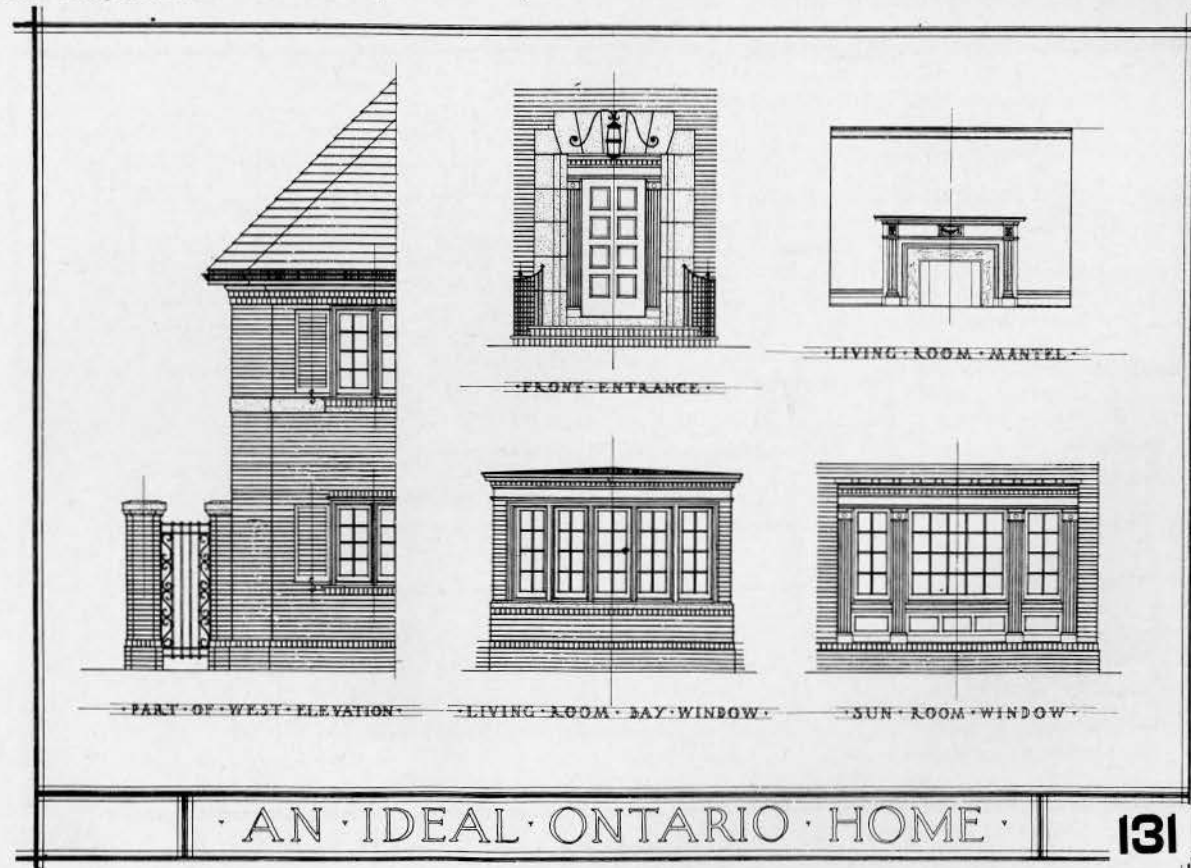 ·FRONT·ENTRANCE·
·LIVING·ROOM·MANTEL·
·PART·OF·WEST·ELEVATION·
·LIVING·ROOM·BAY·WINDOW·
·SUN·ROOM·WINDOW·
·AN·IDEAL·ONTARIO·HOME·
131